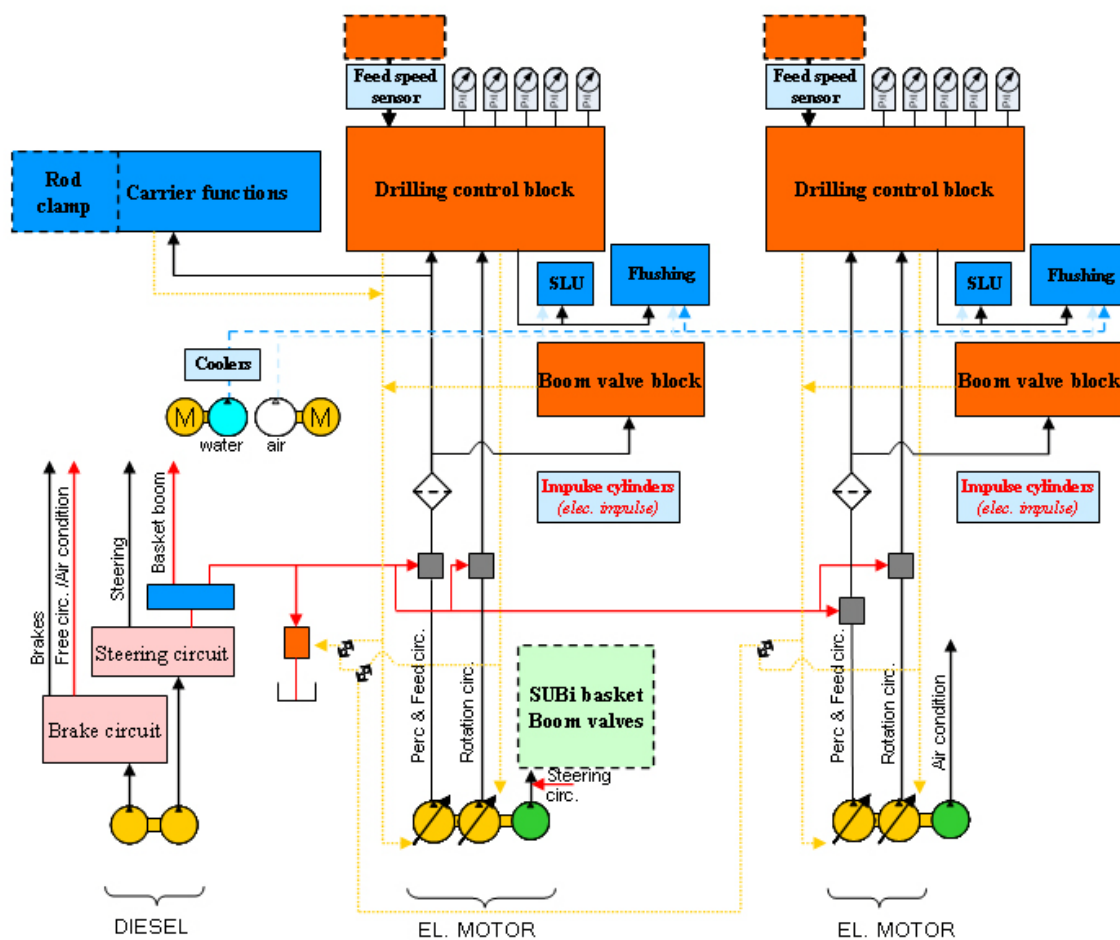 Feed speed
sensor
Feed speed
sensor
Rod
clamp
Carrier functions
Drilling control block
Drilling control block
SLU
Flushing
SLU
Flushing
Coolers
Boom valve block
Boom valve block
M
M
water
air
Impulse cylinders
(elec. impulse)
Impulse cylinders
(elec. impulse)
Brakes
Free circ. /Air condition
Steering
Basket boom
Steering circuit
Brake circuit
Perc & Feed circ.
Rotation circ.
SUBi basket
Boom valves
Steering
circ.
Perc & Feed circ.
Rotation circ.
Air condition
DIESEL
EL. MOTOR
EL. MOTOR